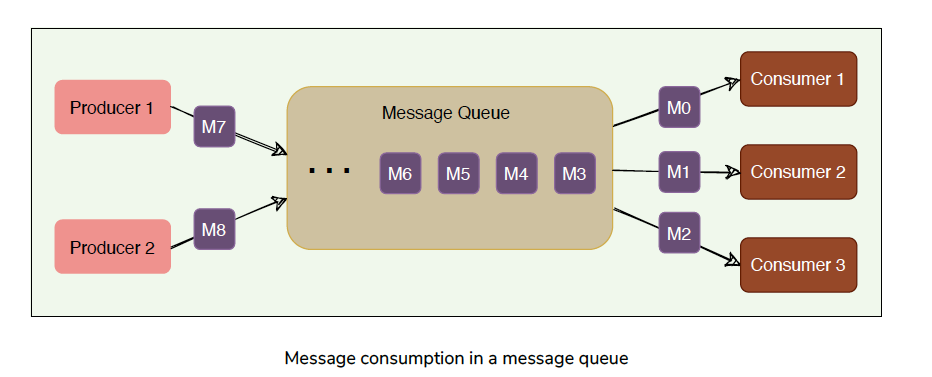 Producer 1
M7
Producer 2
M8
Message Queue
. . .
M6
M5
M4
M3
M0
M1
M2
Consumer 1
Consumer 2
Consumer 3
Message consumption in a message queue